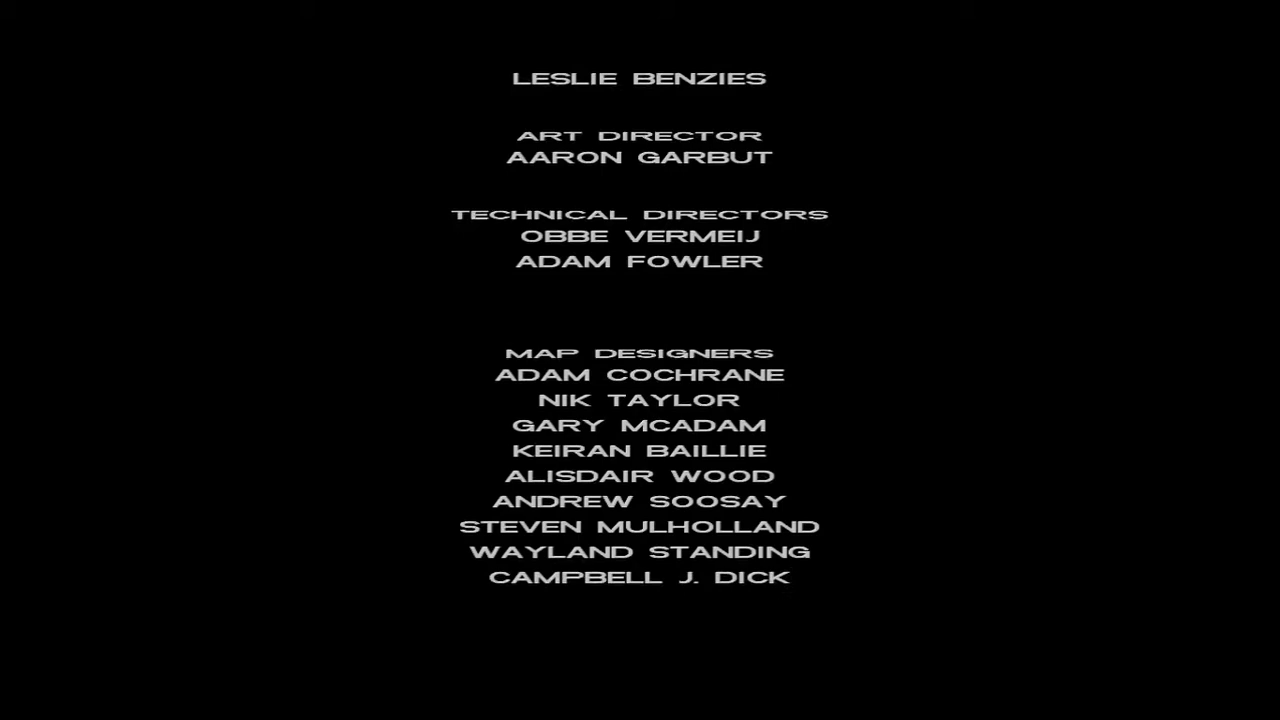 LESLIE BENZIES
ART DIRECTOR
AARON GARBUT
TECHNICAL DIRECTORS
OBBE VERMEIJ
ADAM FOWLER
MAP DESIGNERS
ADAM COCHRANE
NIK TAYLOR
GARY MCADAM
KEIRAN BAILLIE
ALISDAIR WOOD
ANDREW SOOSAY
STEVEN MULHOLLAND
WAYLAND STANDING
CAMPBELL J. DICK